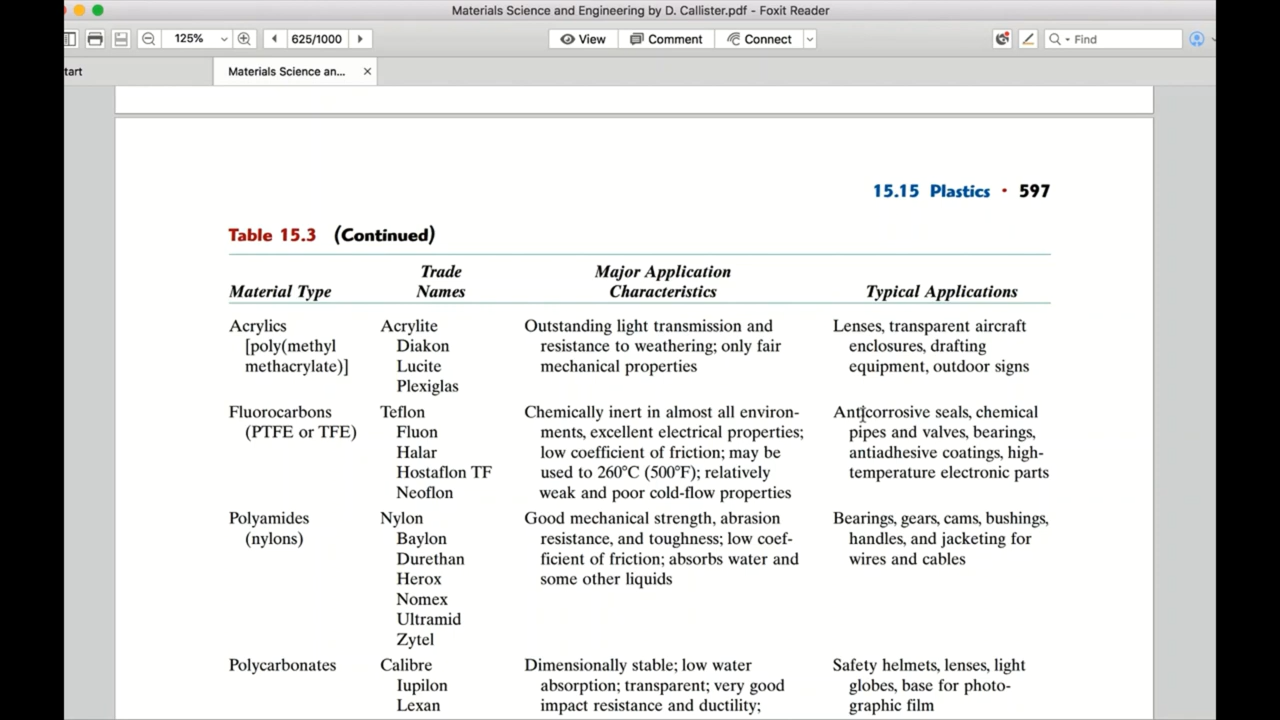 Materials Science and Engineering by D. Callister.pdf - Foxit Reader
125% 625/1000 View Comment Connect Find
tart Materials Science an... ×
15.15 Plastics • 597
Table 15.3 (Continued)
Trade Major Application
Material Type Names Characteristics Typical Applications
Acrylics Acrylite Outstanding light transmission and Lenses, transparent aircraft
[poly(methyl Diakon resistance to weathering; only fair enclosures, drafting
methacrylate)] Lucite mechanical properties equipment, outdoor signs
Plexiglas
Fluorocarbons Teflon Chemically inert in almost all environ- Anticorrosive seals, chemical
(PTFE or TFE) Fluon ments, excellent electrical properties; pipes and valves, bearings,
Halar low coefficient of friction; may be antiadhesive coatings, high-
Hostaflon TF used to 260°C (500°F); relatively temperature electronic parts
Neoflon weak and poor cold-flow properties
Polyamides Nylon Good mechanical strength, abrasion Bearings, gears, cams, bushings,
(nylons) Baylon resistance, and toughness; low coef- handles, and jacketing for
Durethan ficient of friction; absorbs water and wires and cables
Herox some other liquids
Nomex
Ultramid
Zytel
Polycarbonates Calibre Dimensionally stable; low water Safety helmets, lenses, light
Iupilon absorption; transparent; very good globes, base for photo-
Lexan impact resistance and ductility; graphic film